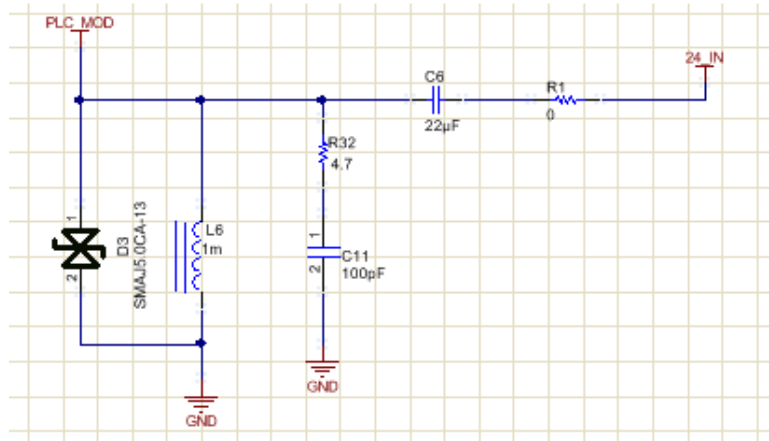 PLC_MOD
24_IN
C6
22µF
R1
0
R32
4.7
1
2
D3
SMAJ5.0CA-13
L6
1m
1
2
C11
100pF
GND
GND